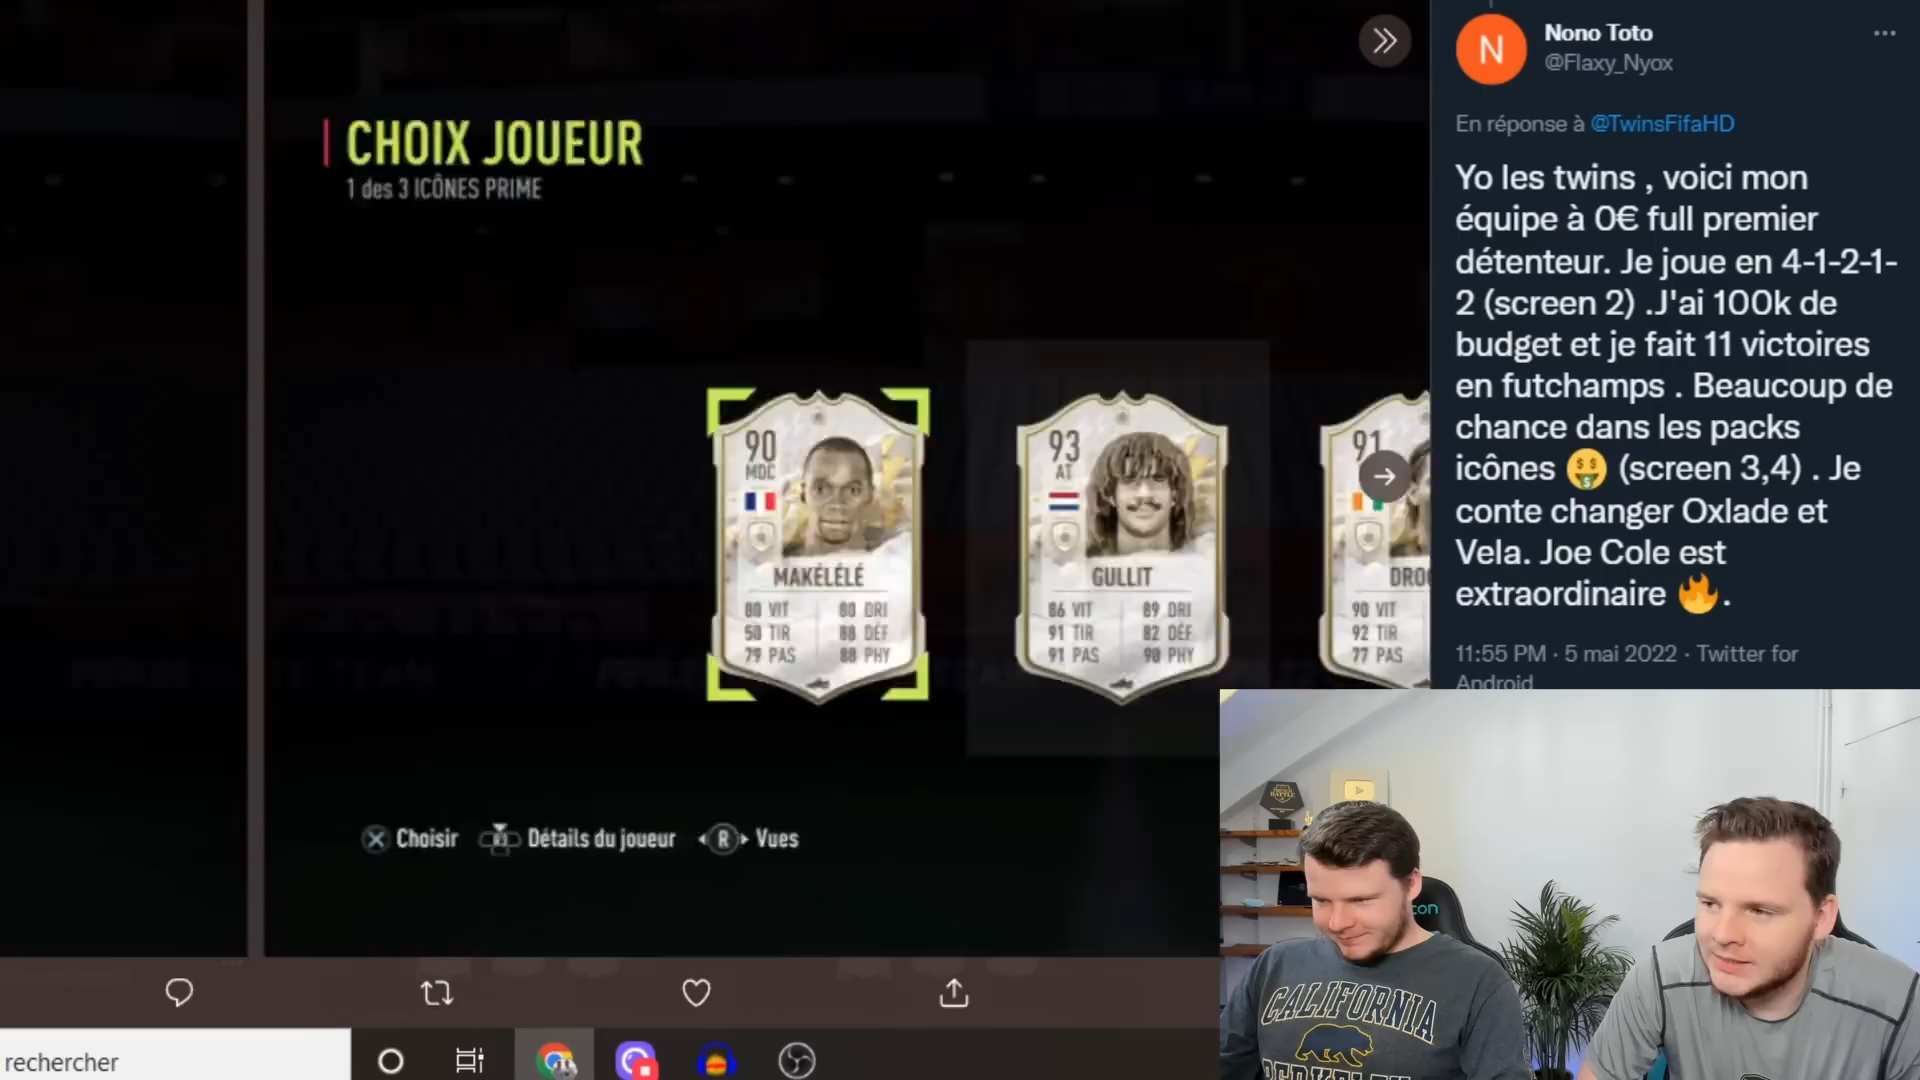 CHOIX JOUEUR
1 des 3 ICÔNES PRIME
90
MDC
MAKÉLÉLÉ
80 VIT 80 DRI
50 TIR 88 DÉF
79 PAS 88 PHY
93
AT
GULLIT
86 VIT 89 DRI
91 TIR 82 DÉF
91 PAS 90 PHY
91
90 VIT
92 TIR
77 PAS
Choisir
Détails du joueur
R
Vues
N
Nono Toto
@Flaxy_Nyox
En réponse à @TwinsFifaHD
Yo les twins , voici mon
équipe à 0€ full premier
détenteur. Je joue en 4-1-2-1-
2 (screen 2) .J'ai 100k de
budget et je fait 11 victoires
en futchamps . Beaucoup de
chance dans les packs
icônes 🤑 (screen 3,4) . Je
conte changer Oxlade et
Vela. Joe Cole est
extraordinaire 🔥.
11:55 PM · 5 mai 2022 · Twitter for
Android
CALIFORNIA
BERKELEY
rechercher